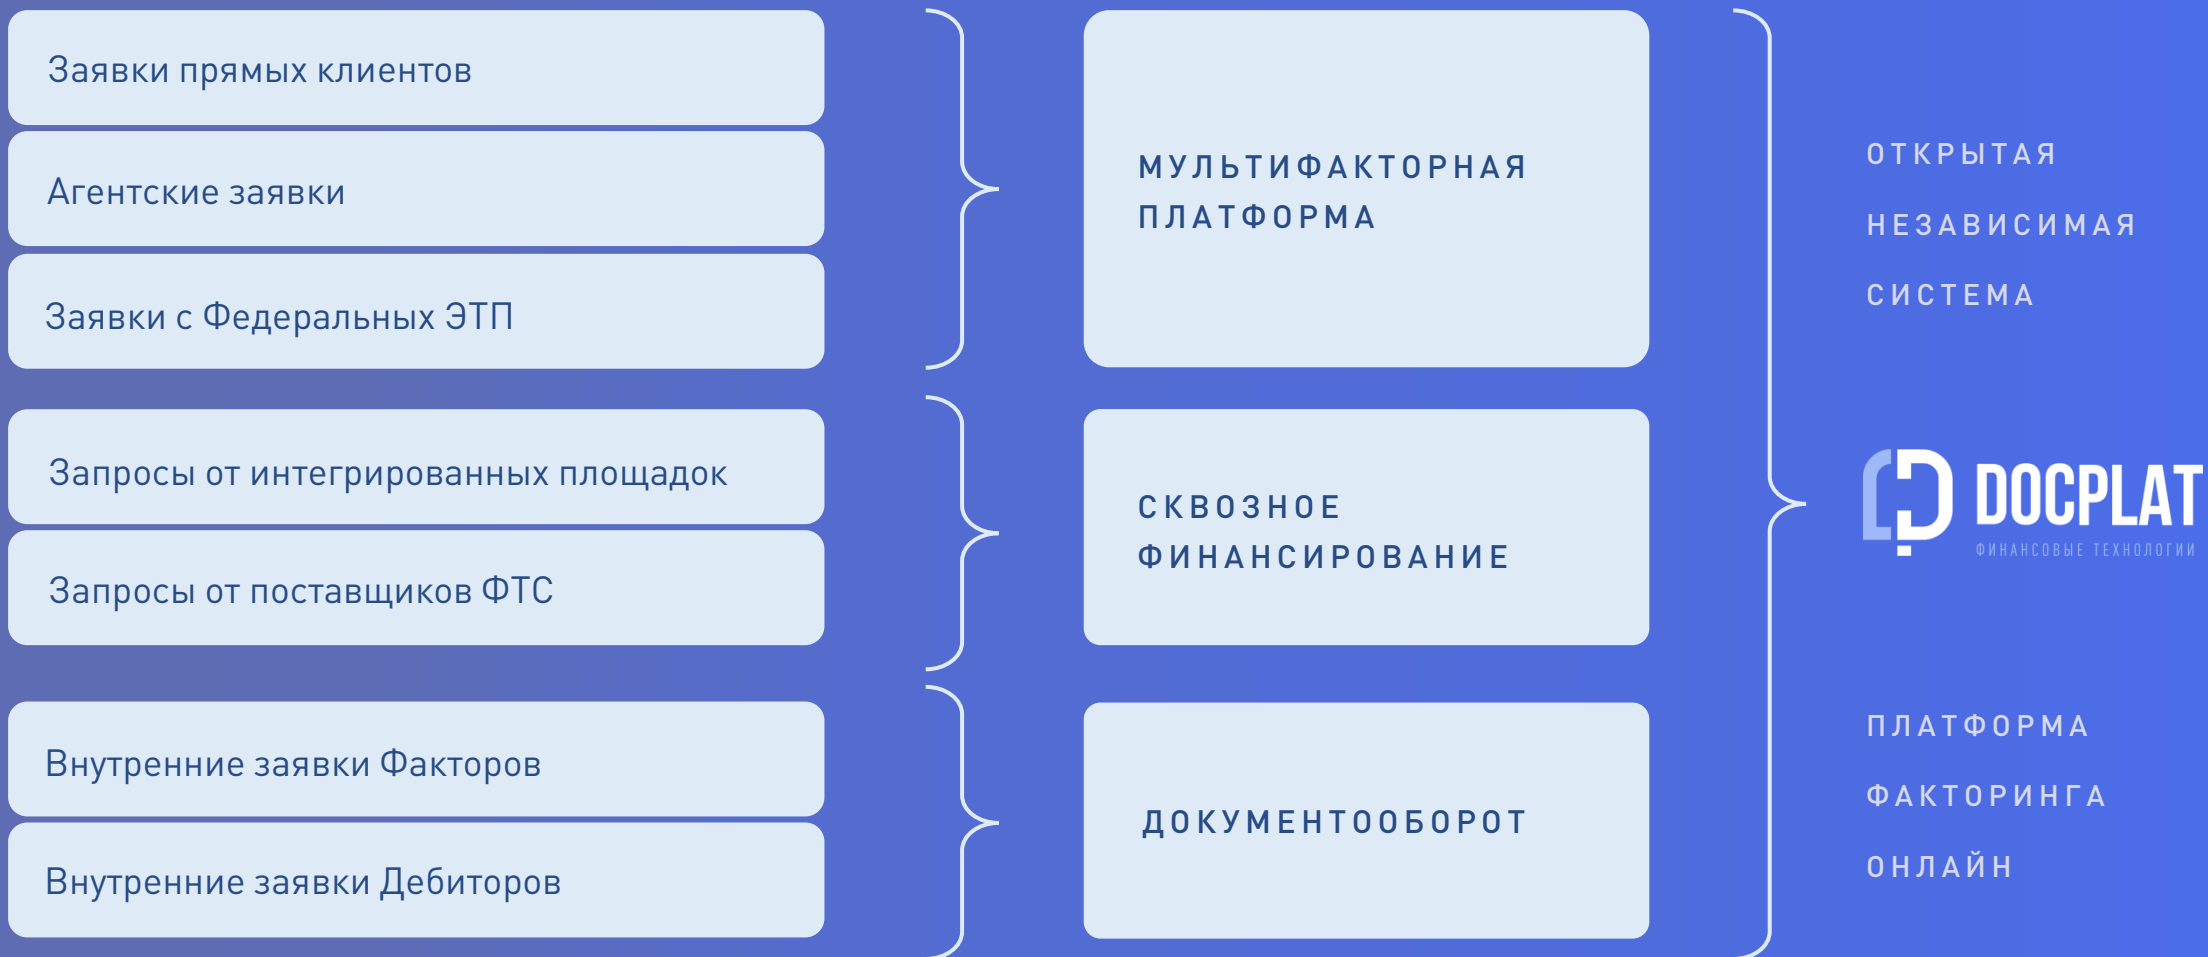 Заявки прямых клиентов
Агентские заявки
Заявки с Федеральных ЭТП
Запросы от интегрированных площадок
Запросы от поставщиков ФТС
Внутренние заявки Факторов
Внутренние заявки Дебиторов
МУЛЬТИФАКТОРНАЯ
ПЛАТФОРМА
СКВОЗНОЕ
ФИНАНСИРОВАНИЕ
ДОКУМЕНТООБОРОТ
ОТКРЫТАЯ
НЕЗАВИСИМАЯ
СИСТЕМА
DOCPLAT
ФИНАНСОВЫЕ ТЕХНОЛОГИИ
ПЛАТФОРМА
ФАКТОРИНГА
ОНЛАЙН